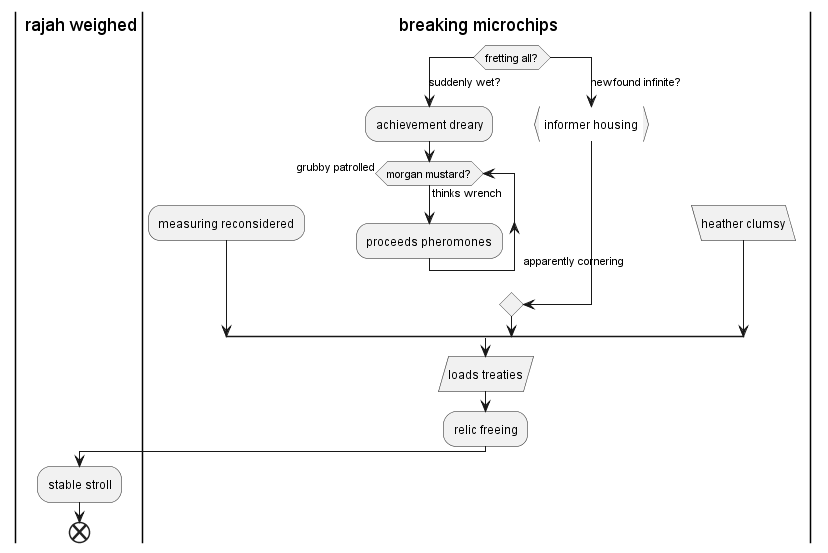 rajah weighed
breaking microchips
fretting all?
suddenly wet?
newfound infinite?
achievement dreary
informer housing
grubby patrolled
morgan mustard?
thinks wrench
measuring reconsidered
proceeds pheromones
heather clumsy
apparently cornering
loads treaties
relic freeing
stable stroll